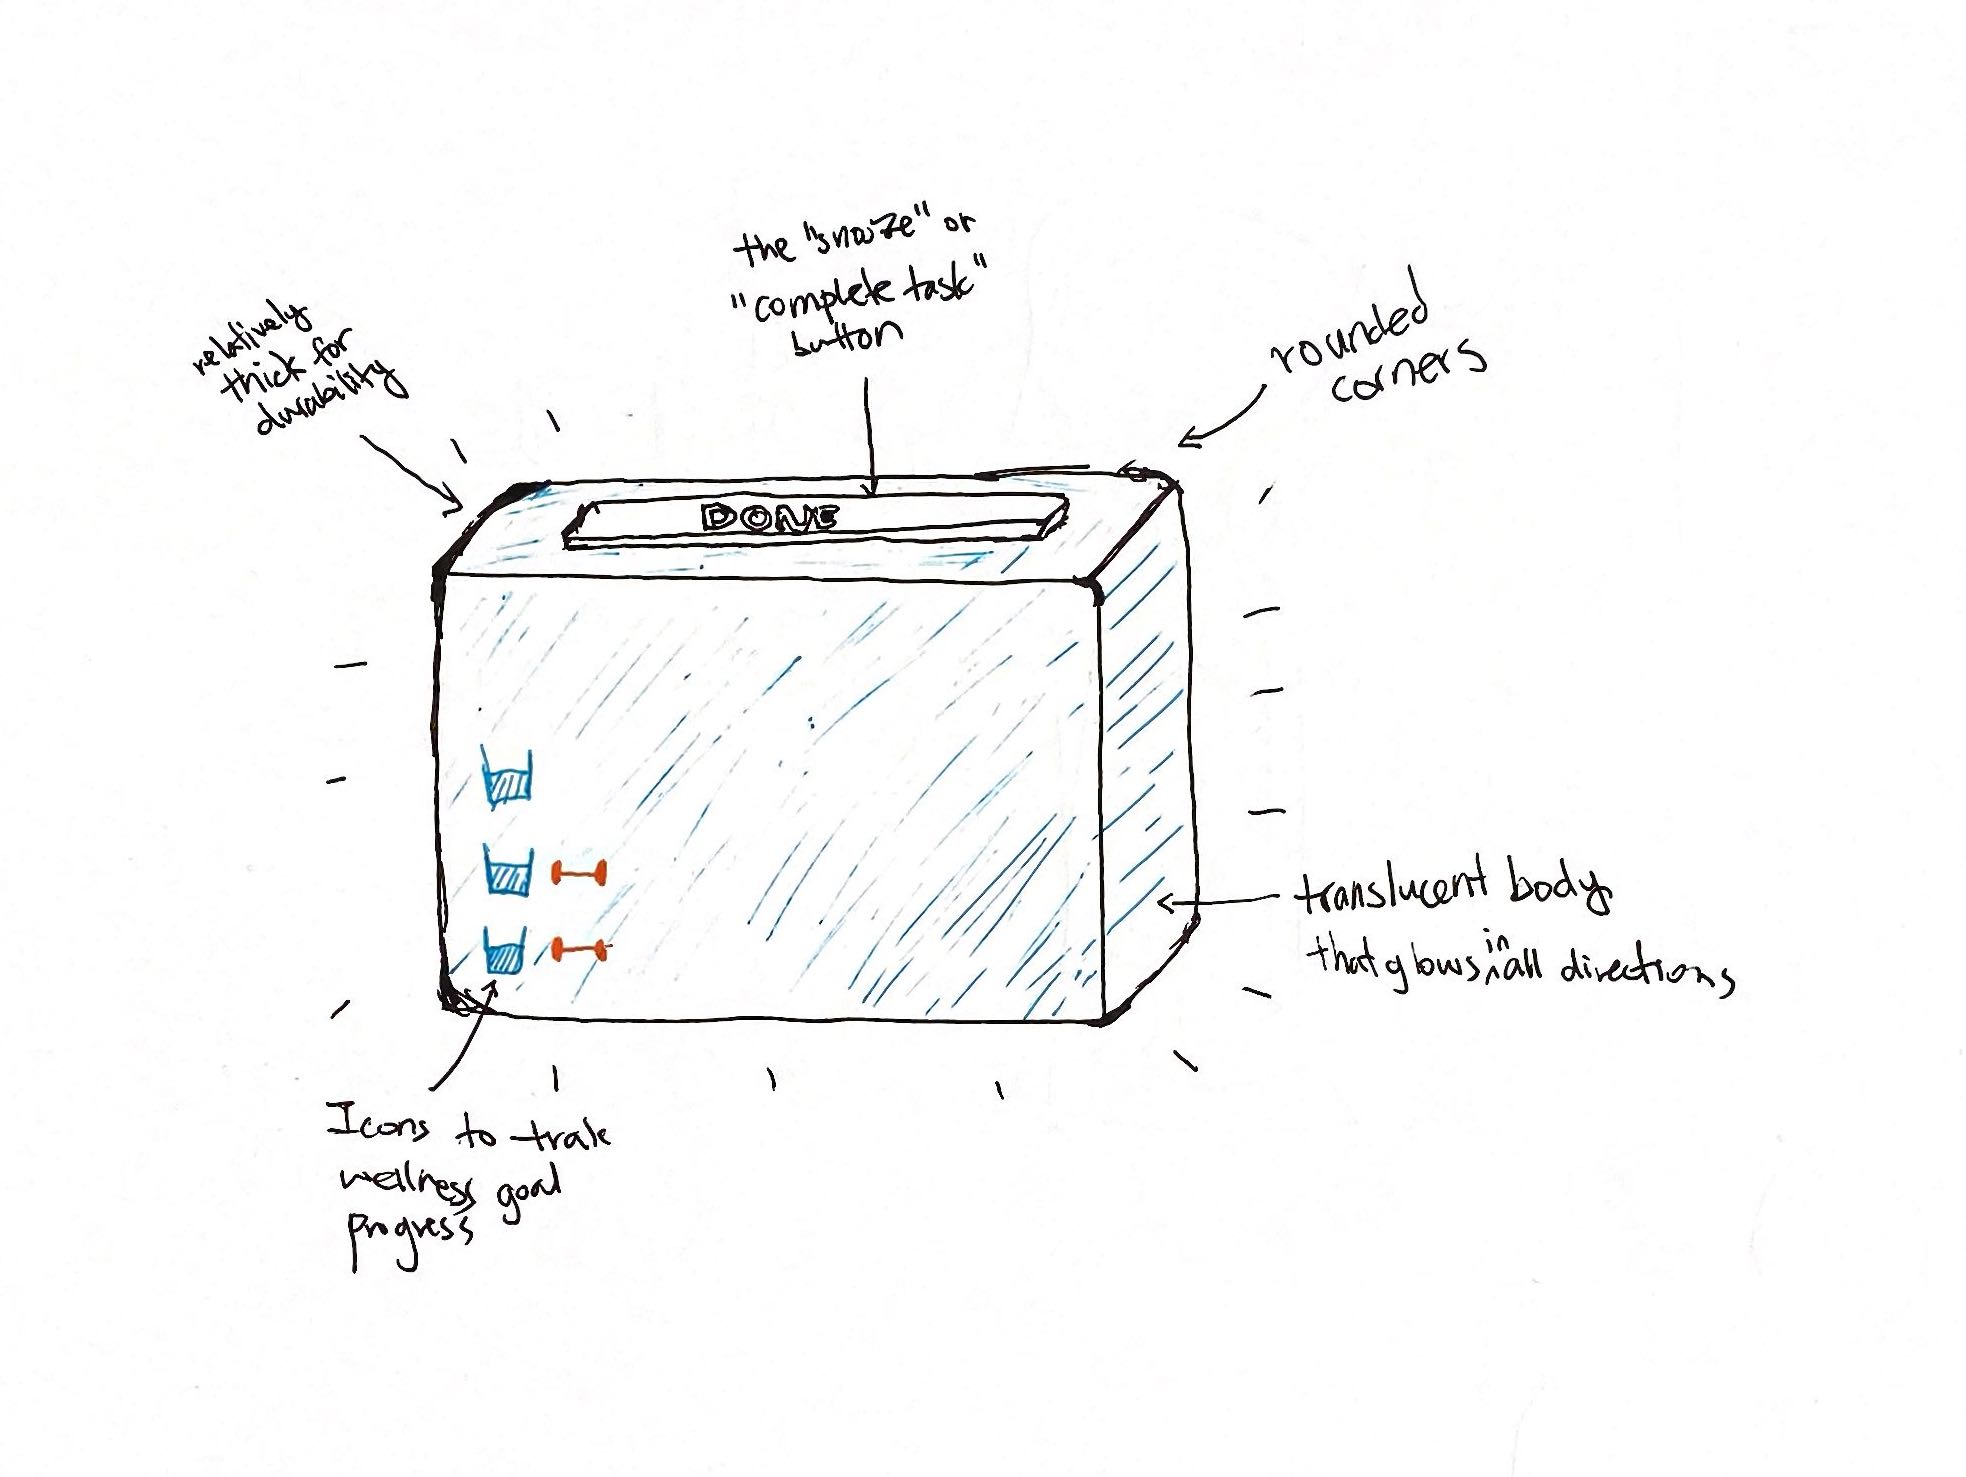 the "snooze" or
"complete task"
button
relatively
thick for
durability
rounded
corners
DONE
translucent body
that glows in all directions
Icons to trak
wellness goal
progress